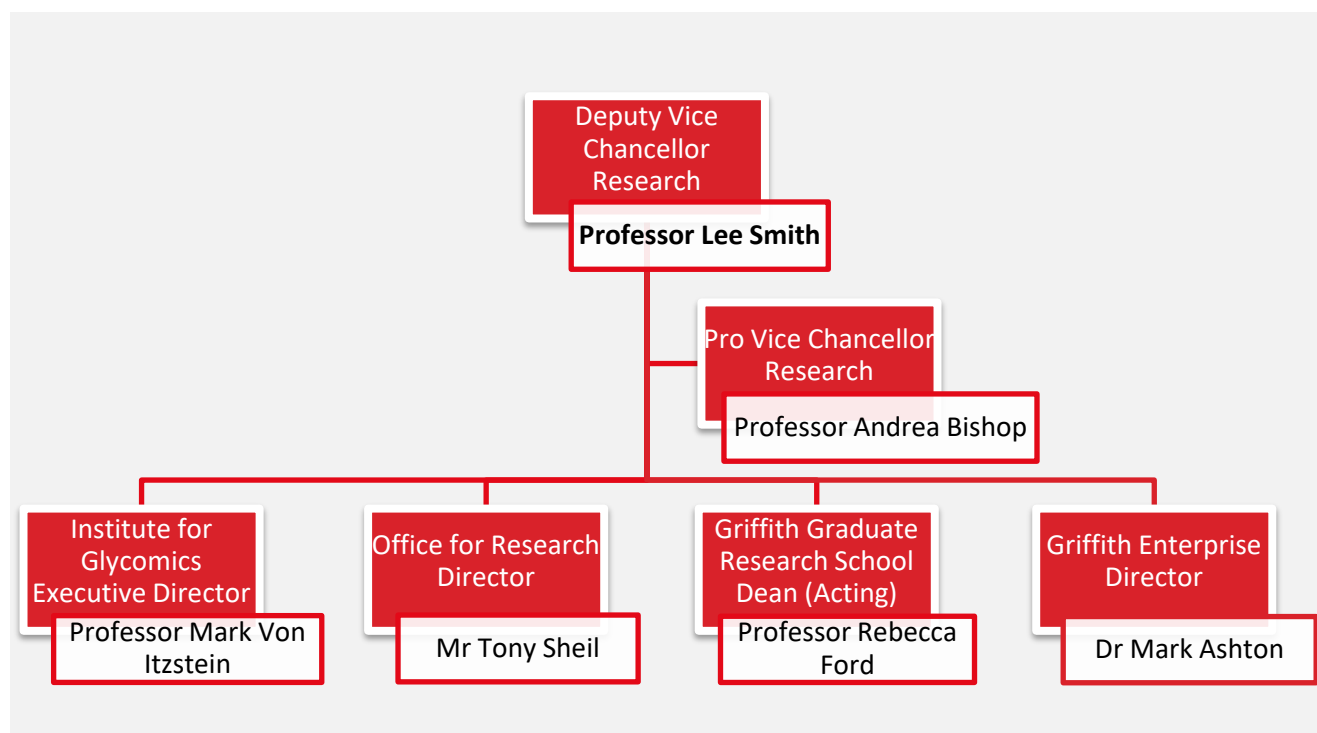 Deputy Vice
Chancellor
Research
Professor Lee Smith
Pro Vice Chancellor
Research
Professor Andrea Bishop
Institute for
Glycomics
Executive Director
Professor Mark Von
Itzstein
Office for Research
Director
Mr Tony Sheil
Griffith Graduate
Research School
Dean (Acting)
Professor Rebecca
Ford
Griffith Enterprise
Director
Dr Mark Ashton